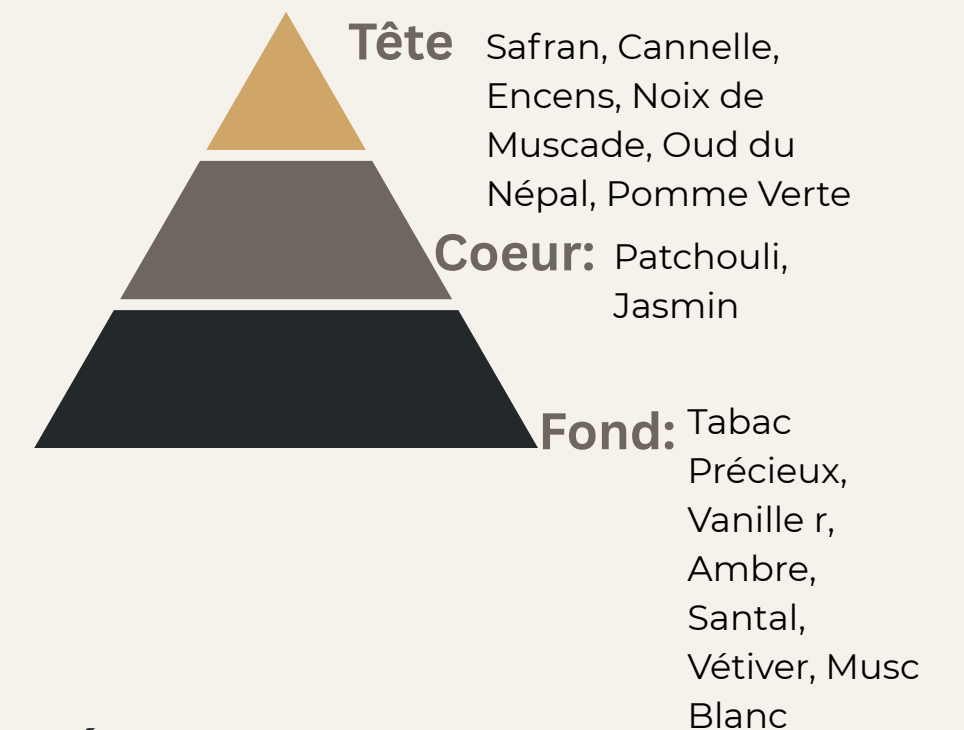 Tête
Safran, Cannelle,
Encens, Noix de
Muscade, Oud du
Népal, Pomme Verte
Coeur:
Patchouli,
Jasmin
Fond:
Tabac
Précieux,
Vanille r,
Ambre,
Santal,
Vétiver, Musc
Blanc